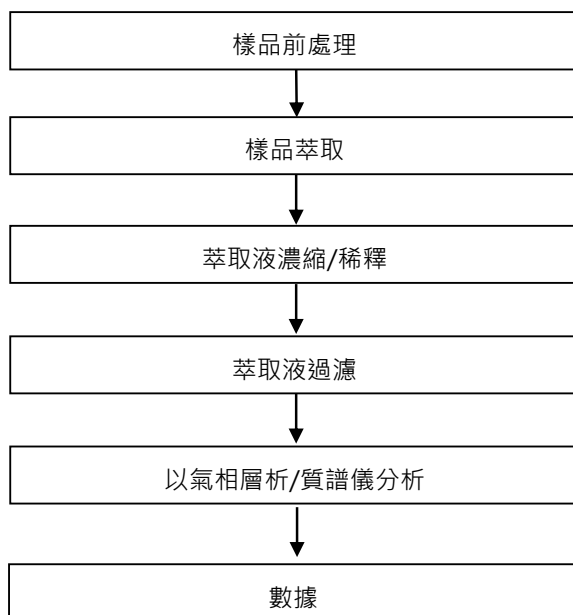 樣品前處理
樣品萃取
萃取液濃縮/稀釋
萃取液過濾
以氣相層析/質譜儀分析
數據